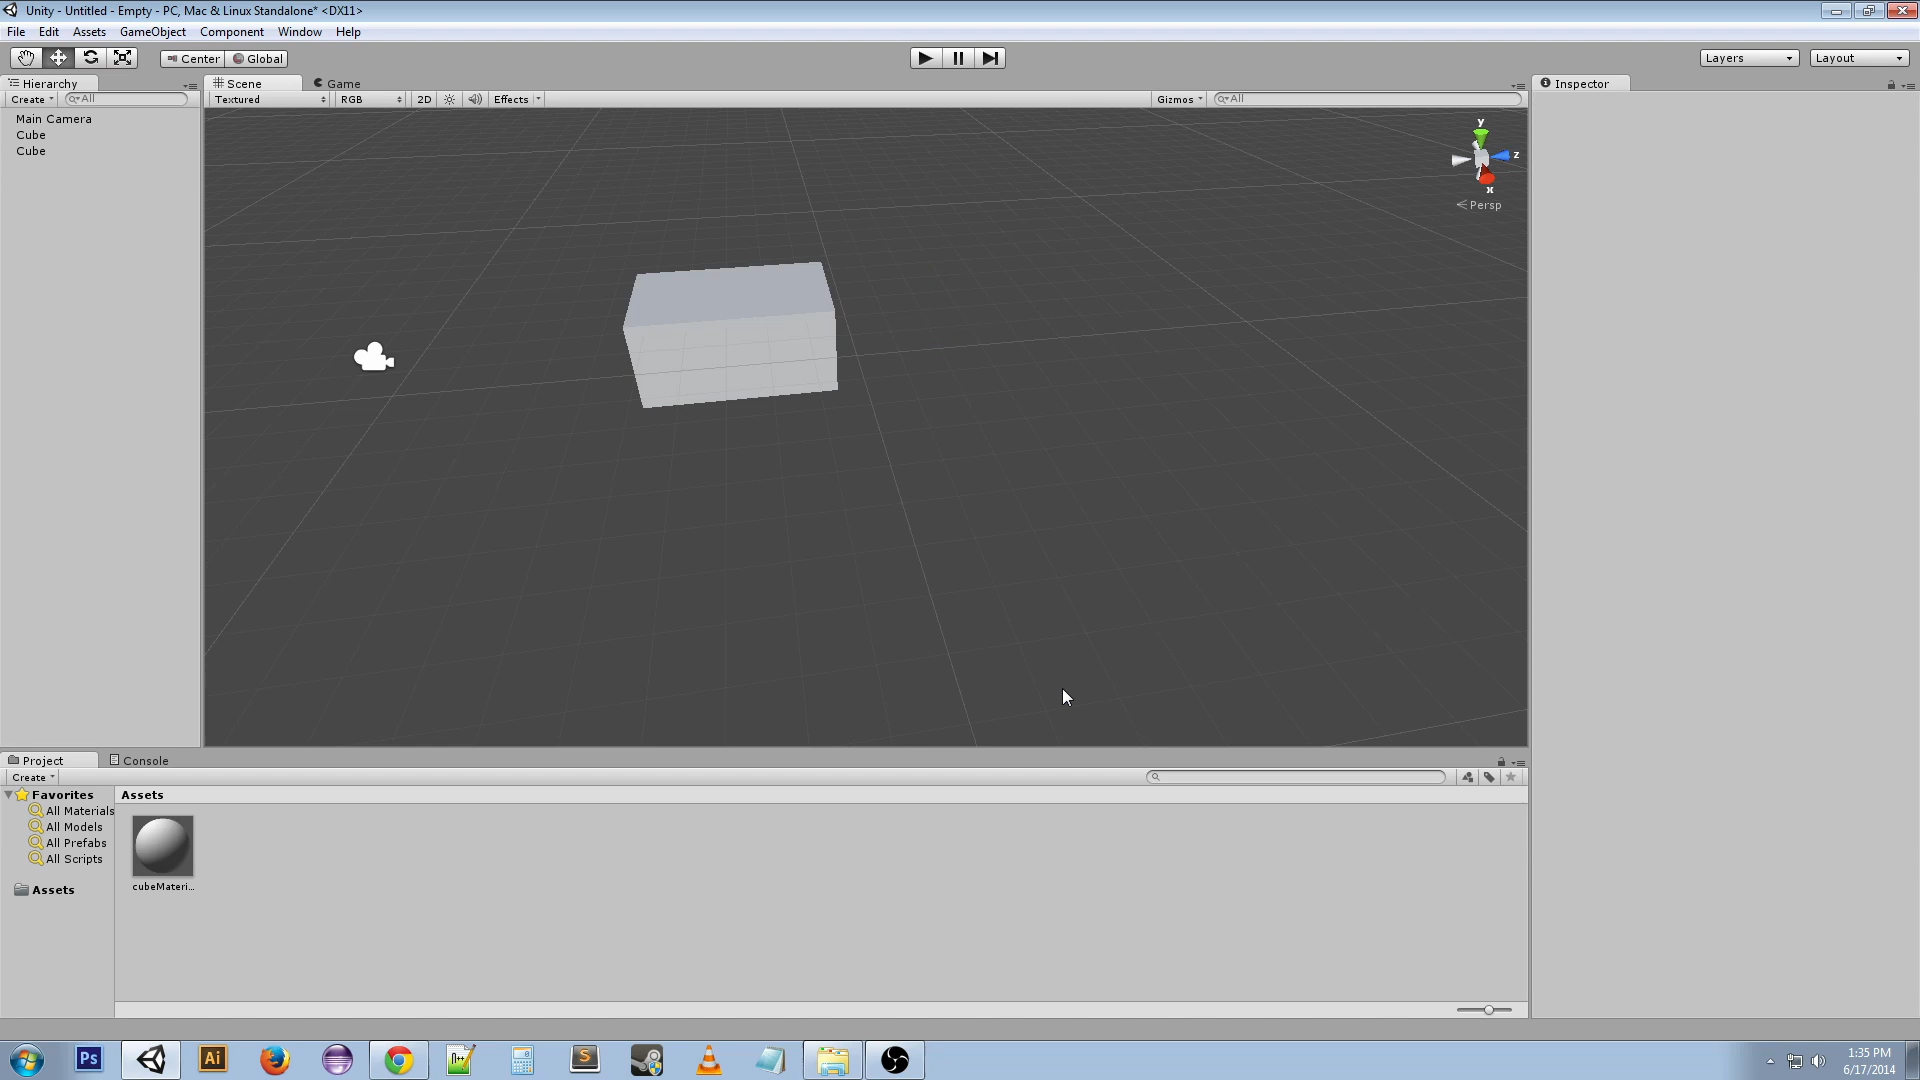 Unity - Untitled - Empty - PC, Mac & Linux Standalone* <DX11>
File Edit Assets GameObject Component Window Help
Center Global
Layers Layout
Hierarchy
Create All
Main Camera
Cube
Cube
Scene Game
Textured RGB 2D Effects Gizmos All
y
z
x
Persp
Inspector
Project Console
Create
Favorites
All Materials
All Models
All Prefabs
All Scripts
Assets
Assets
cubeMateri...
Ps
Ai
S
1:35 PM
6/17/2014